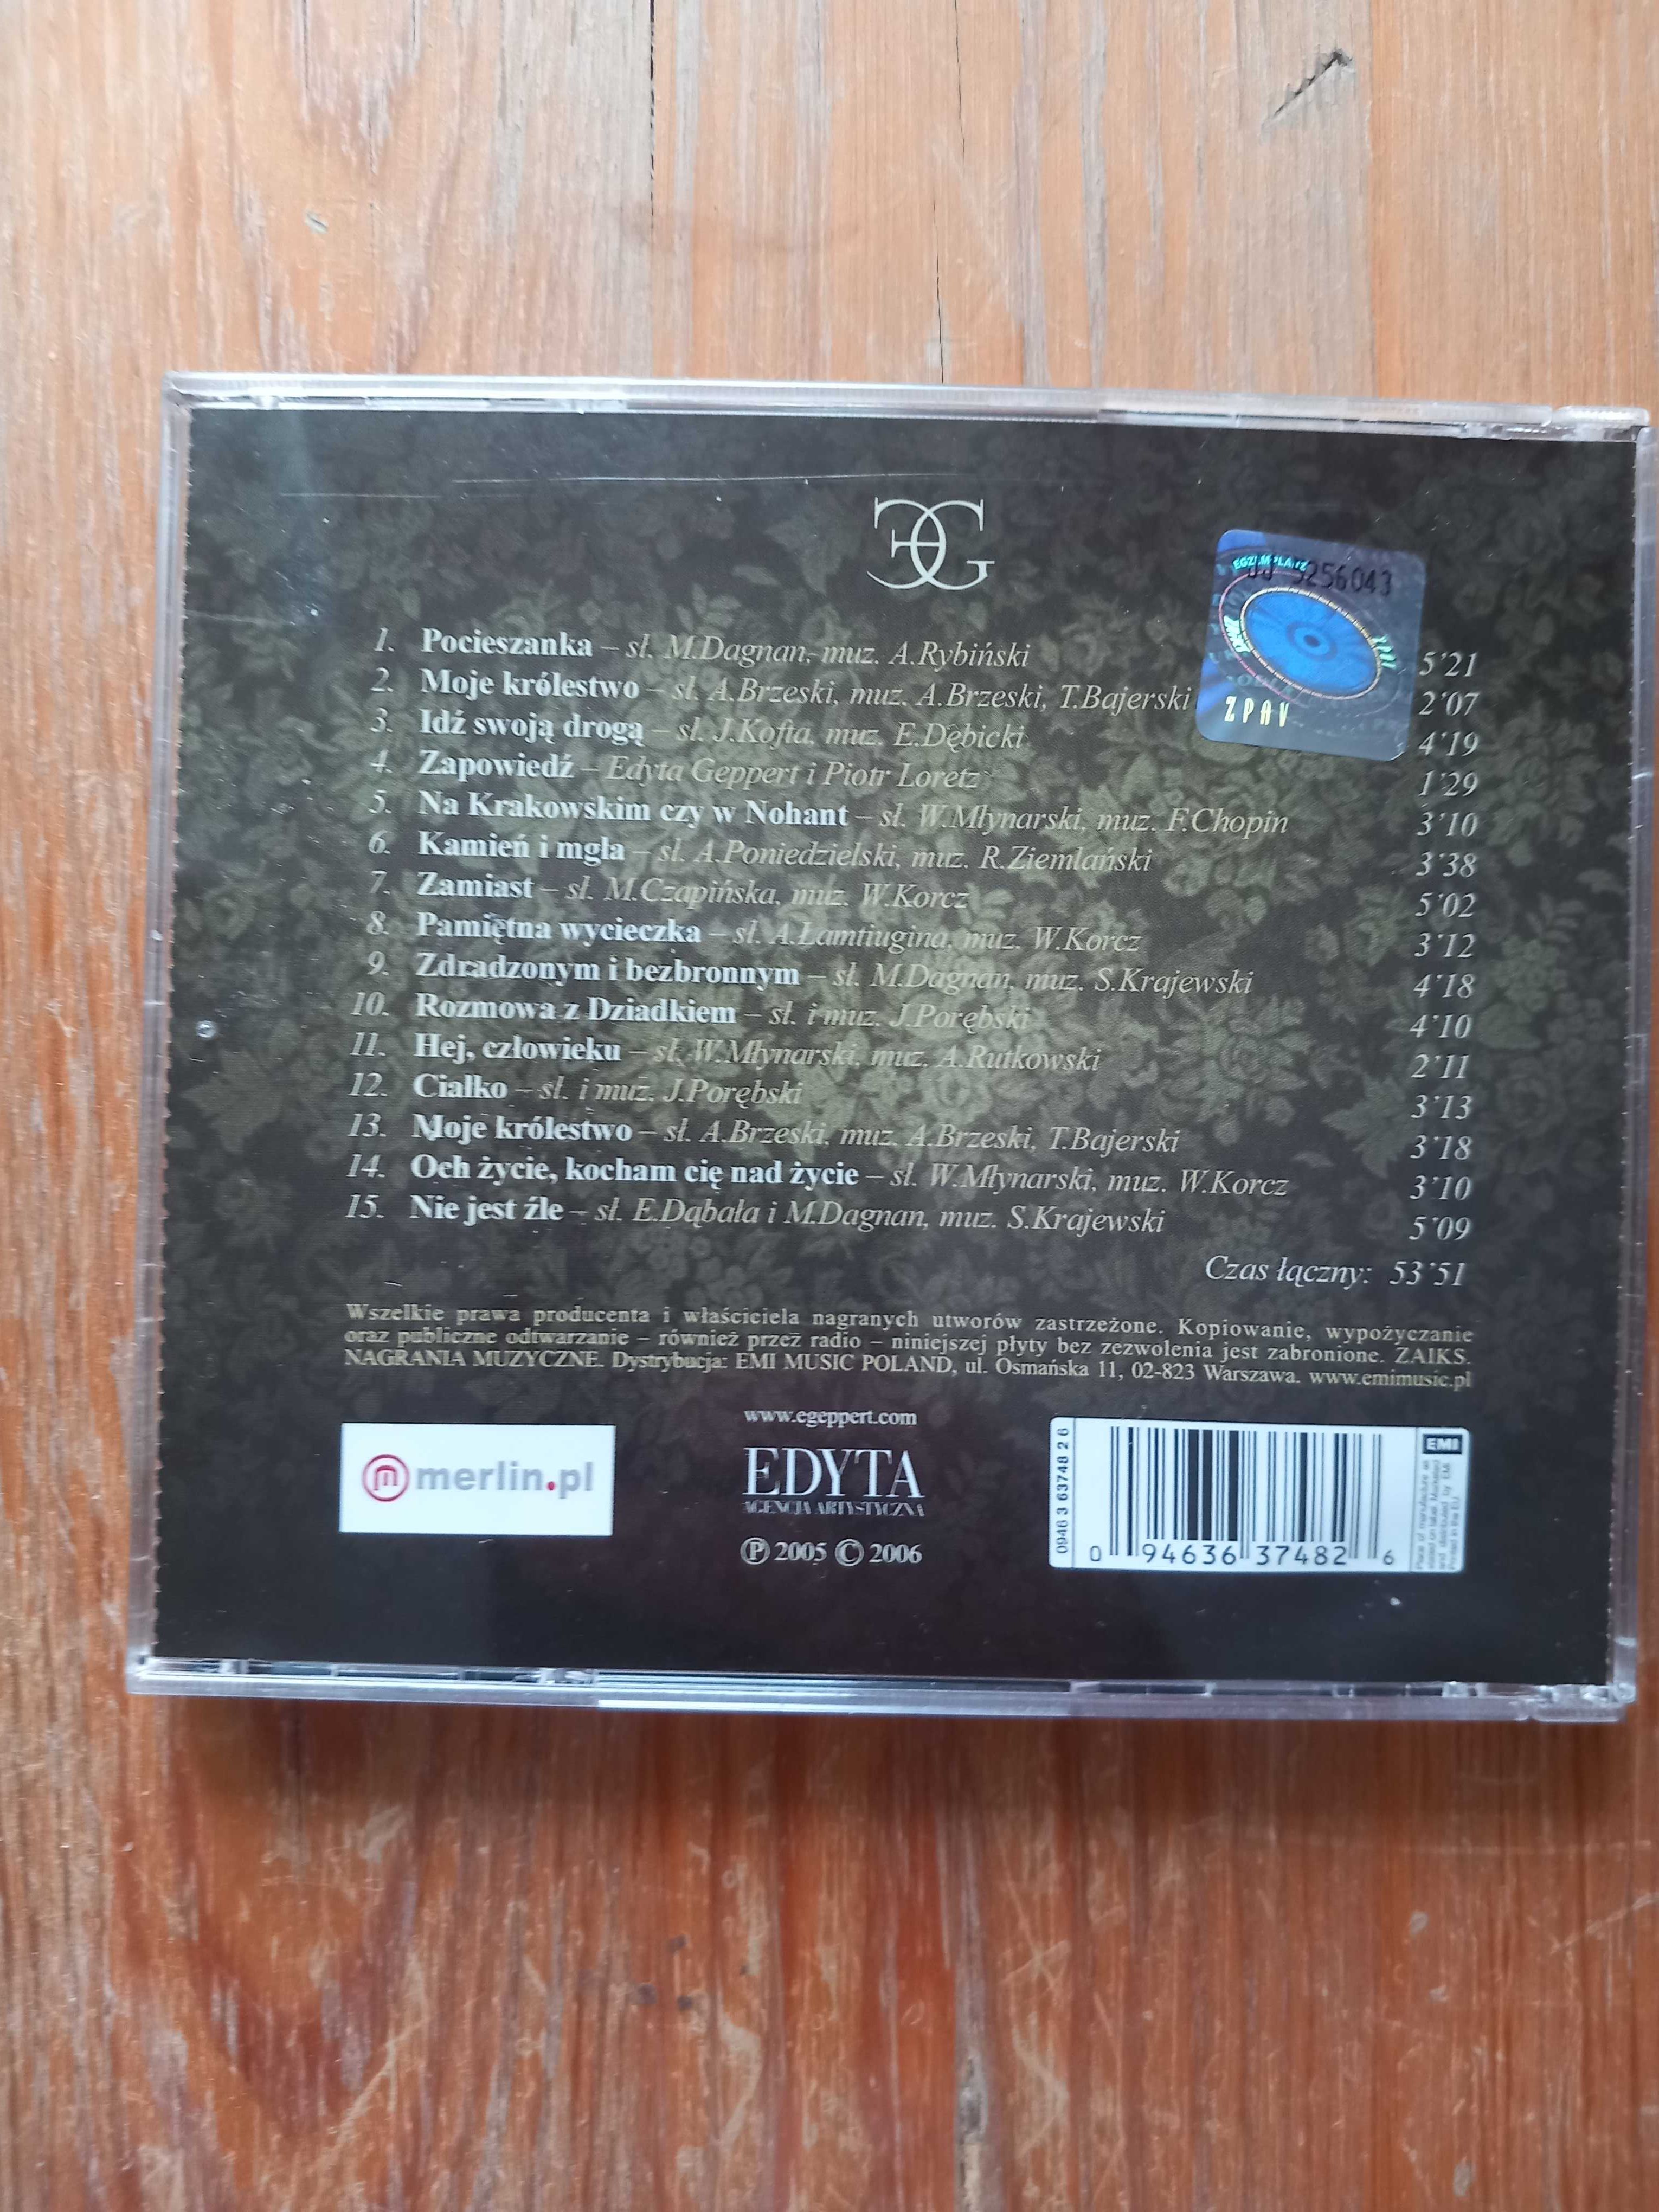 EG
EGZEMPLARZ
5256043
ZPAV
1. Pocieszanka – sł. M.Dagnan, muz. A.Rybiński 5'21
2. Moje królestwo – sł. A.Brzeski, muz. A.Brzeski, T.Bajerski 2'07
3. Idź swoją drogą – sł. J.Kofta, muz. E.Dębicki 4'19
4. Zapowiedź – Edyta Geppert i Piotr Loretz 1'29
5. Na Krakowskim czy w Nohant – sł. W.Młynarski, muz. F.Chopin 3'10
6. Kamień i mgła – sł. A.Poniedzielski, muz. R.Ziemlański 3'38
7. Zamiast – sł. M.Czapińska, muz. W.Korcz 5'02
8. Pamiętna wycieczka – sł. A.Łamtiugina, muz. W.Korcz 3'12
9. Zdradzonym i bezbronnym – sł. M.Dagnan, muz. S.Krajewski 4'18
10. Rozmowa z Dziadkiem – sł. i muz. J.Porębski 4'10
11. Hej, człowieku – sł. W.Młynarski, muz. A.Rutkowski 2'11
12. Ciałko – sł. i muz. J.Porębski 3'13
13. Moje królestwo – sł. A.Brzeski, muz. A.Brzeski, T.Bajerski 3'18
14. Och życie, kocham cię nad życie – sł. W.Młynarski, muz. W.Korcz 3'10
15. Nie jest źle – sł. E.Dąbała i M.Dagnan, muz. S.Krajewski 5'09
Czas łączny: 53'51
Wszelkie prawa producenta i właściciela nagranych utworów zastrzeżone. Kopiowanie, wypożyczanie
oraz publiczne odtwarzanie – również przez radio – niniejszej płyty bez zezwolenia jest zabronione. ZAIKS.
NAGRANIA MUZYCZNE. Dystrybucja: EMI MUSIC POLAND, ul. Osmańska 11, 02-823 Warszawa. www.emimusic.pl
merlin.pl
www.egeppert.com
EDYTA
AGENCJA ARTYSTYCZNA
Ⓟ 2005 © 2006
0946 3 63748 2 6
0 94636 37482 6
EMI